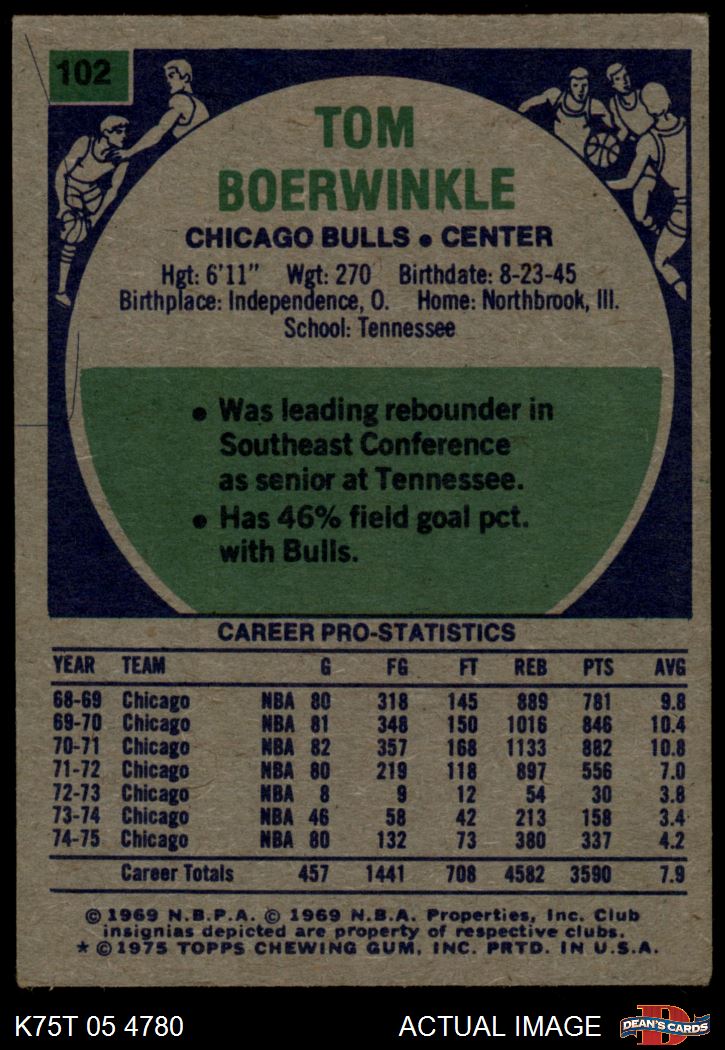 102
TOM
BOERWINKLE
CHICAGO BULLS • CENTER
Hgt: 6'11" Wgt: 270 Birthdate: 8-23-45
Birthplace: Independence, O. Home: Northbrook, Ill.
School: Tennessee
• Was leading rebounder in
Southeast Conference
as senior at Tennessee.
• Has 46% field goal pct.
with Bulls.
CAREER PRO-STATISTICS
YEAR TEAM G FG FT REB PTS AVG
68-69 Chicago NBA 80 318 145 889 781 9.8
69-70 Chicago NBA 81 348 150 1016 846 10.4
70-71 Chicago NBA 82 357 168 1133 882 10.8
71-72 Chicago NBA 80 219 118 897 556 7.0
72-73 Chicago NBA 8 9 12 54 30 3.8
73-74 Chicago NBA 46 58 42 213 158 3.4
74-75 Chicago NBA 80 132 73 380 337 4.2
Career Totals 457 1441 708 4582 3590 7.9
© 1969 N.B.P.A. © 1969 N.B.A. Properties, Inc. Club
insignias depicted are property of respective clubs.
* © 1975 TOPPS CHEWING GUM, INC. PRTD. IN U.S.A.
K75T 05 4780 ACTUAL IMAGE
D
DEAN'S CARDS